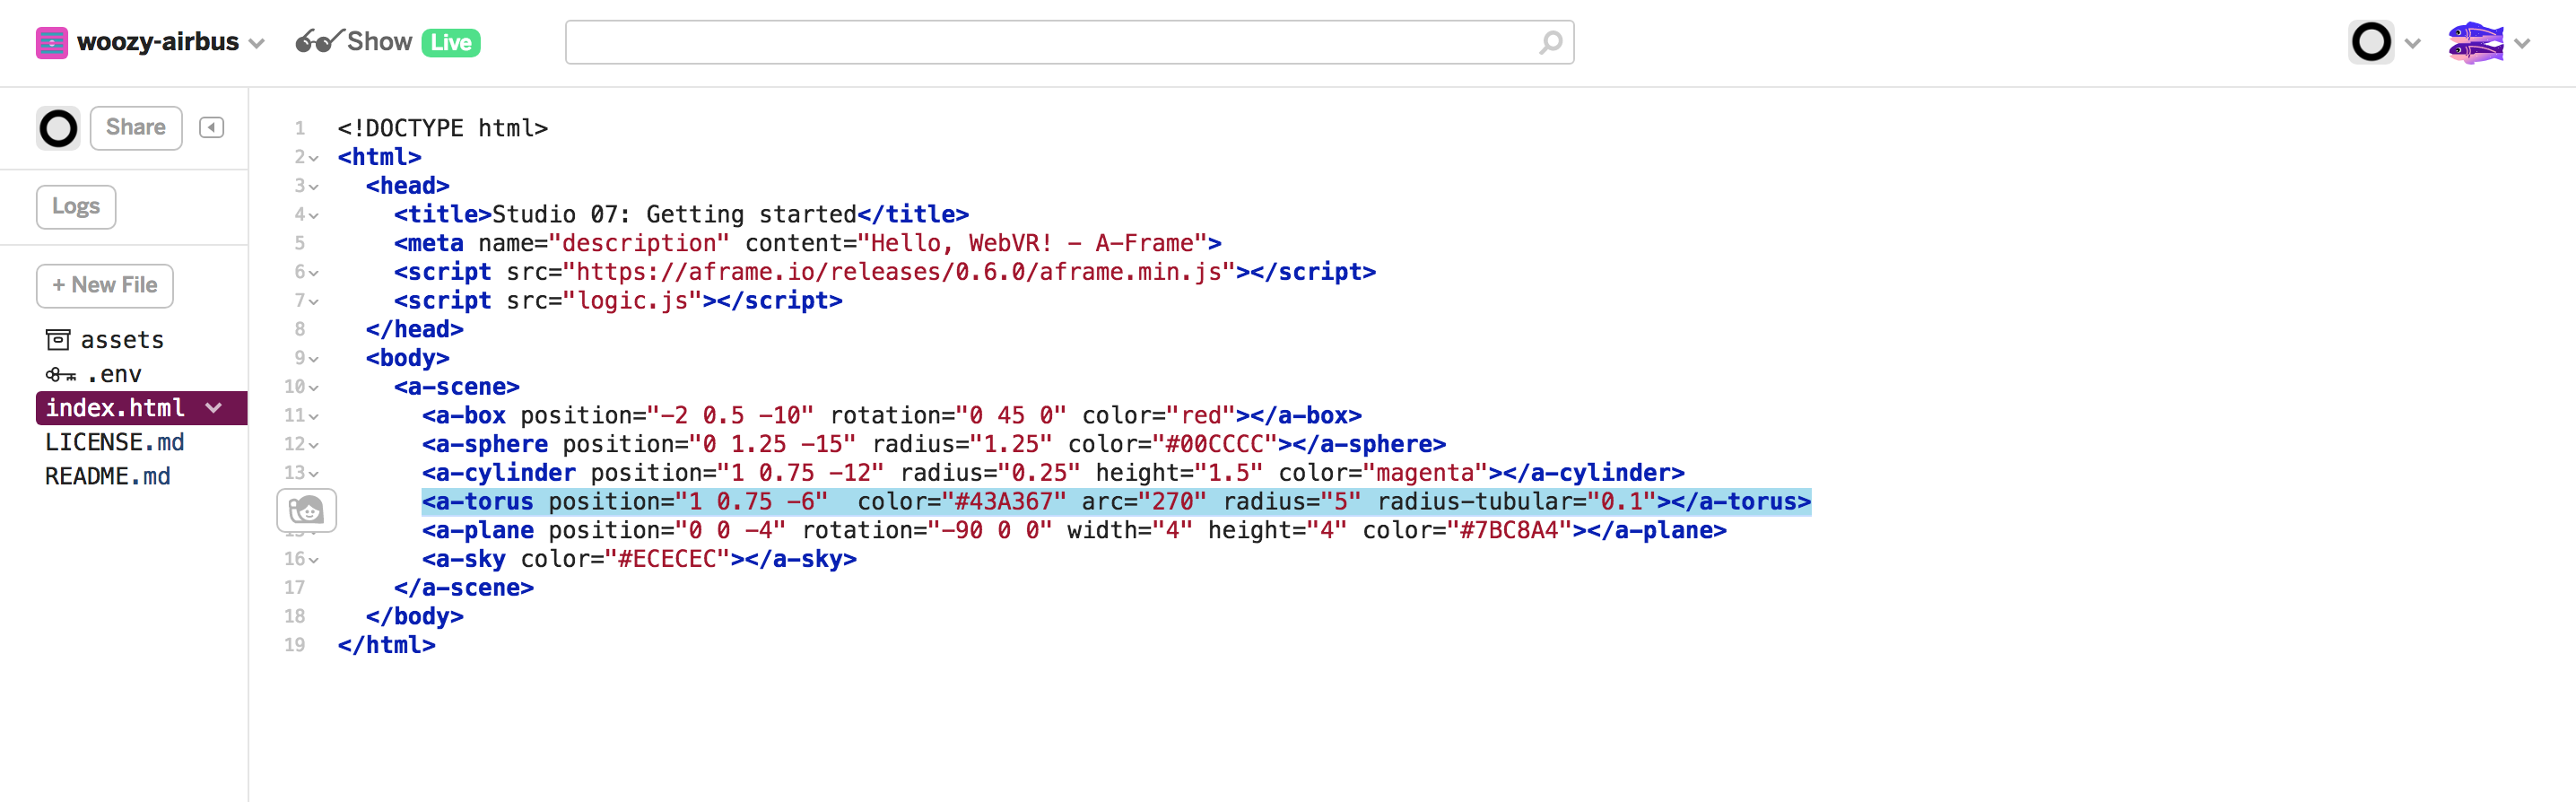 woozy-airbus Show Live
Share
Logs
+ New File
assets
.env
index.html
LICENSE.md
README.md
1 <!DOCTYPE html>
2 <html>
3 <head>
4 <title>Studio 07: Getting started</title>
5 <meta name="description" content="Hello, WebVR! - A-Frame">
6 <script src="https://aframe.io/releases/0.6.0/aframe.min.js"></script>
7 <script src="logic.js"></script>
8 </head>
9 <body>
10 <a-scene>
11 <a-box position="-2 0.5 -10" rotation="0 45 0" color="red"></a-box>
12 <a-sphere position="0 1.25 -15" radius="1.25" color="#00CCCC"></a-sphere>
13 <a-cylinder position="1 0.75 -12" radius="0.25" height="1.5" color="magenta"></a-cylinder>
<a-torus position="1 0.75 -6"  color="#43A367" arc="270" radius="5" radius-tubular="0.1"></a-torus>
15 <a-plane position="0 0 -4" rotation="-90 0 0" width="4" height="4" color="#7BC8A4"></a-plane>
16 <a-sky color="#ECECEC"></a-sky>
17 </a-scene>
18 </body>
19 </html>